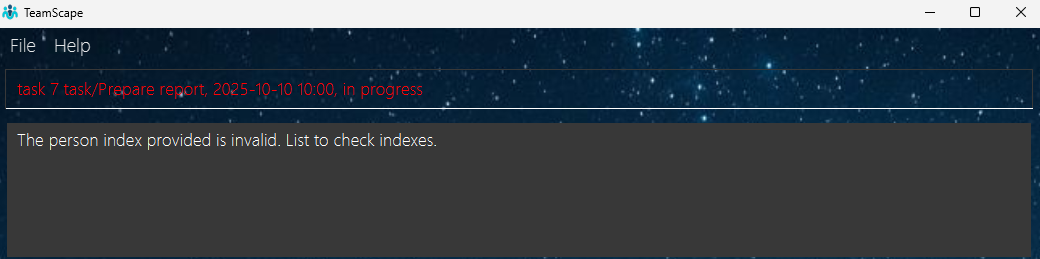 TeamScape
File Help
task 7 task/Prepare report, 2025-10-10 10:00, in progress
The person index provided is invalid. List to check indexes.